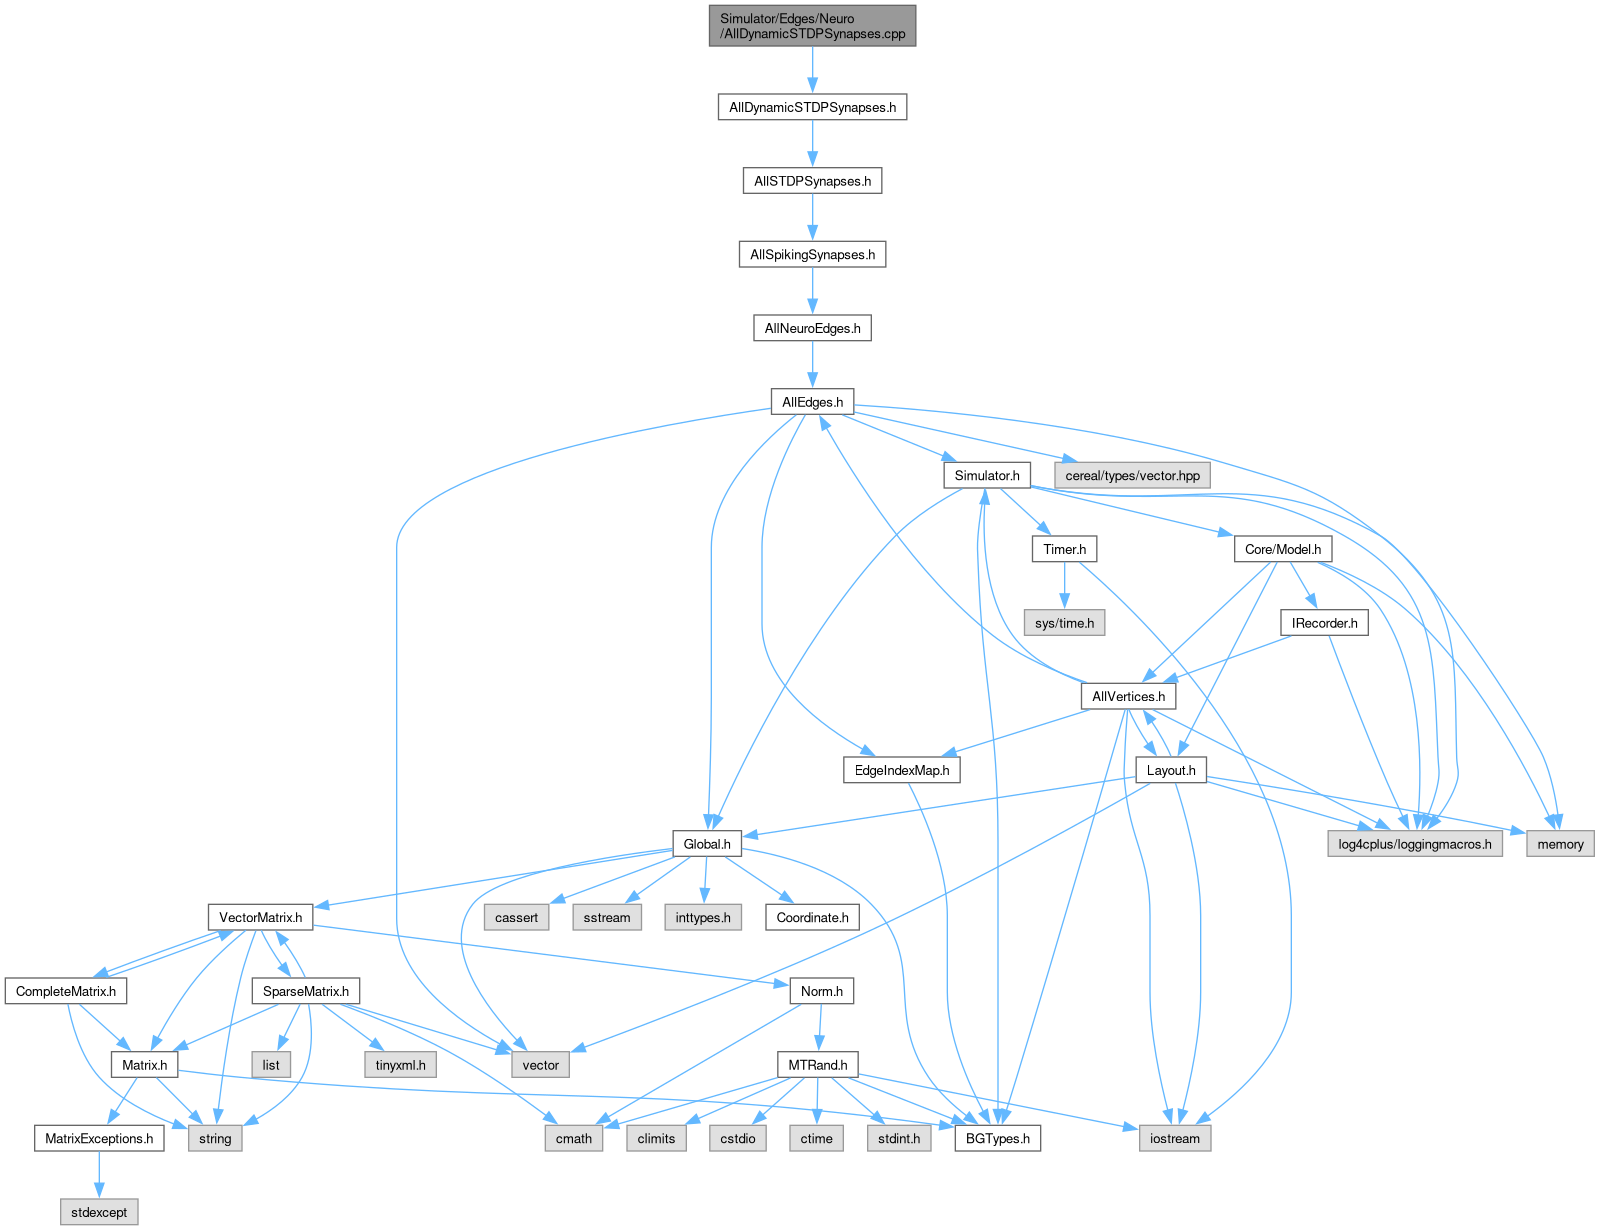 Simulator/Edges/Neuro
/AllDynamicSTDPSynapses.cpp
AllDynamicSTDPSynapses.h
AllSTDPSynapses.h
AllSpikingSynapses.h
AllNeuroEdges.h
AllEdges.h
Simulator.h
cereal/types/vector.hpp
Timer.h
Core/Model.h
sys/time.h
IRecorder.h
AllVertices.h
EdgeIndexMap.h
Layout.h
Global.h
log4cplus/loggingmacros.h
memory
VectorMatrix.h
cassert
sstream
inttypes.h
Coordinate.h
CompleteMatrix.h
SparseMatrix.h
Norm.h
Matrix.h
list
tinyxml.h
vector
MTRand.h
MatrixExceptions.h
string
cmath
climits
cstdio
ctime
stdint.h
BGTypes.h
iostream
stdexcept